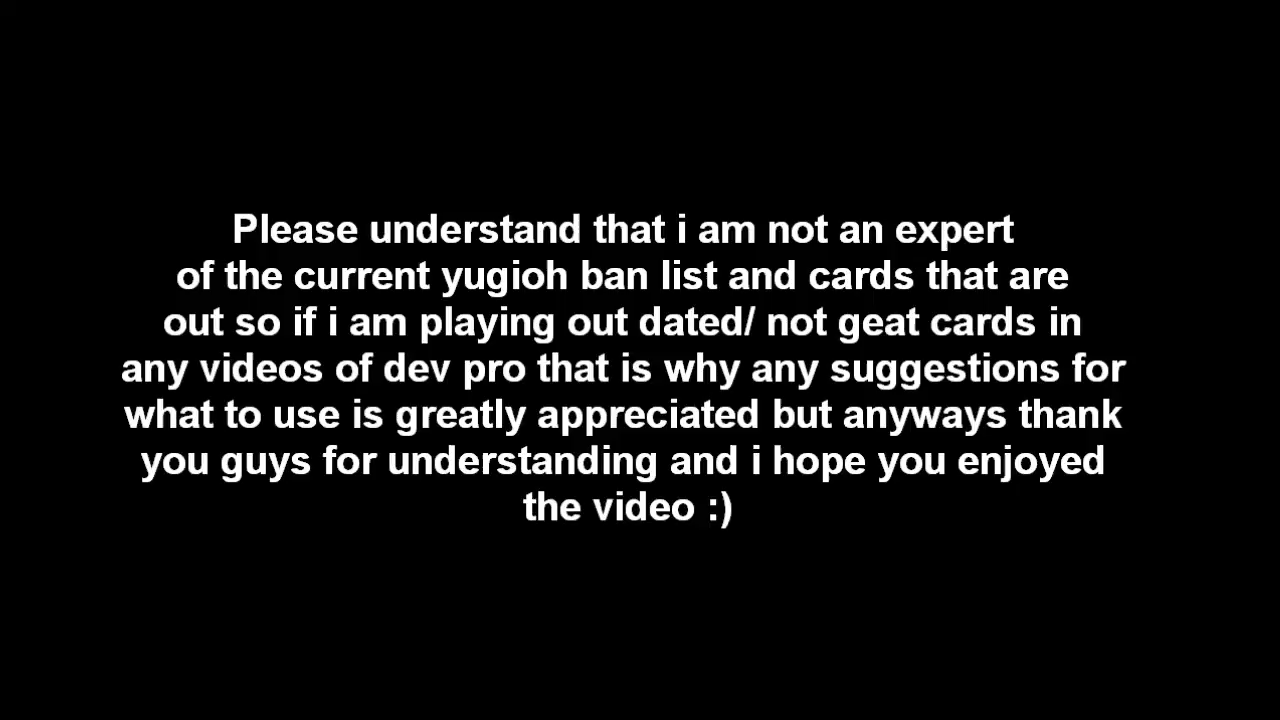 Please understand that i am not an expert
of the current yugioh ban list and cards that are
out so if i am playing out dated/ not geat cards in
any videos of dev pro that is why any suggestions for
what to use is greatly appreciated but anyways thank
you guys for understanding and i hope you enjoyed
the video :)